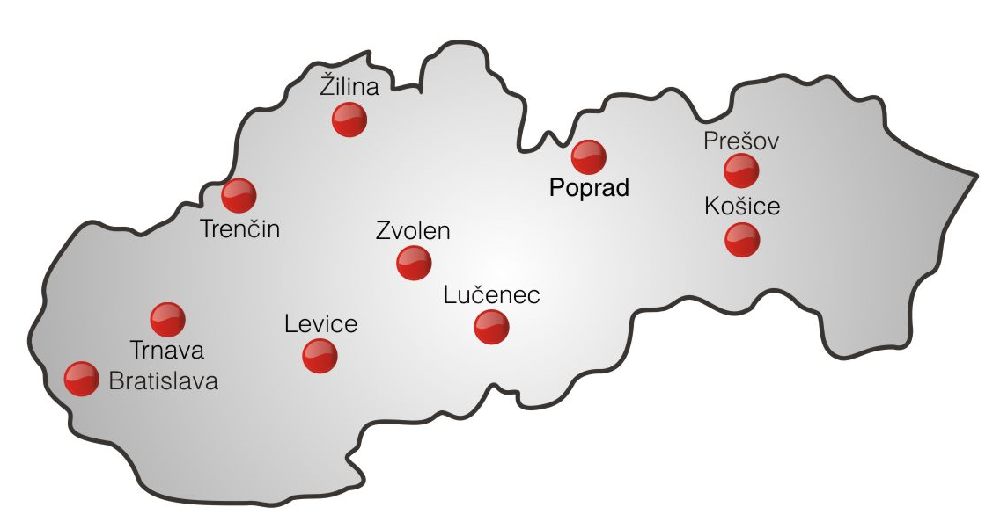 Žilina
Prešov
Poprad
Košice
Trenčin
Zvolen
Lučenec
Levice
Trnava
Bratislava